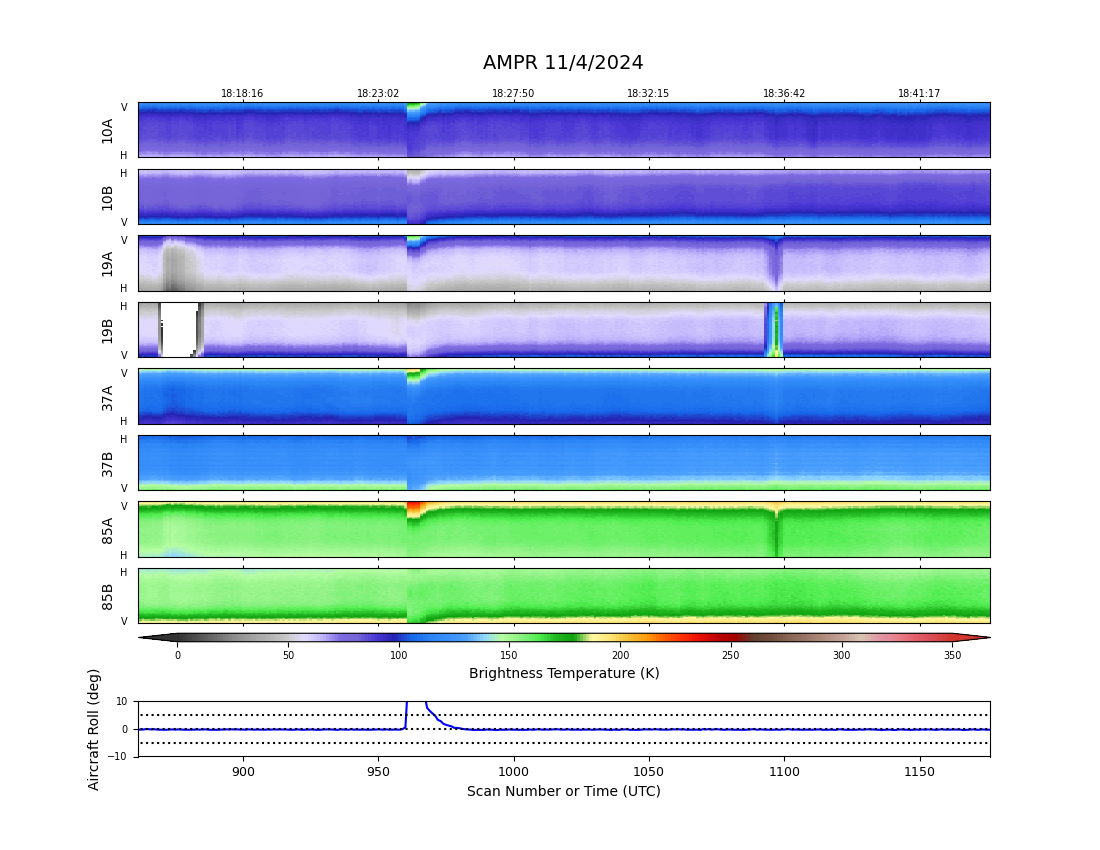 AMPR 11/4/2024
18:18:16 18:23:02 18:27:50 18:32:15 18:36:42 18:41:17
V
10A
H
H
10B
V
V
19A
H
H
19B
V
V
37A
H
H
37B
V
V
85A
H
H
85B
V
0 50 100 150 200 250 300 350
Brightness Temperature (K)
Aircraft Roll (deg)
10
0
−10
900 950 1000 1050 1100 1150
Scan Number or Time (UTC)